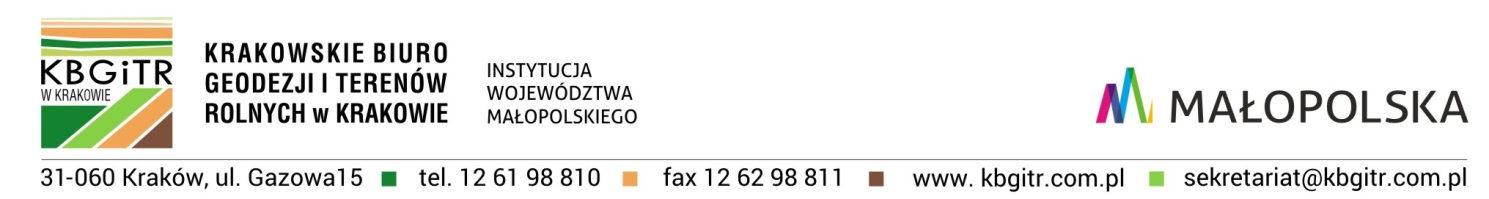 KBGiTR
W KRAKOWIE
KRAKOWSKIE BIURO
GEODEZJI I TERENÓW
ROLNYCH w KRAKOWIE
INSTYTUCJA
WOJEWÓDZTWA
MAŁOPOLSKIEGO
MAŁOPOLSKA
31-060 Kraków, ul. Gazowa15 tel. 12 61 98 810 fax 12 62 98 811 www. kbgitr.com.pl sekretariat@kbgitr.com.pl